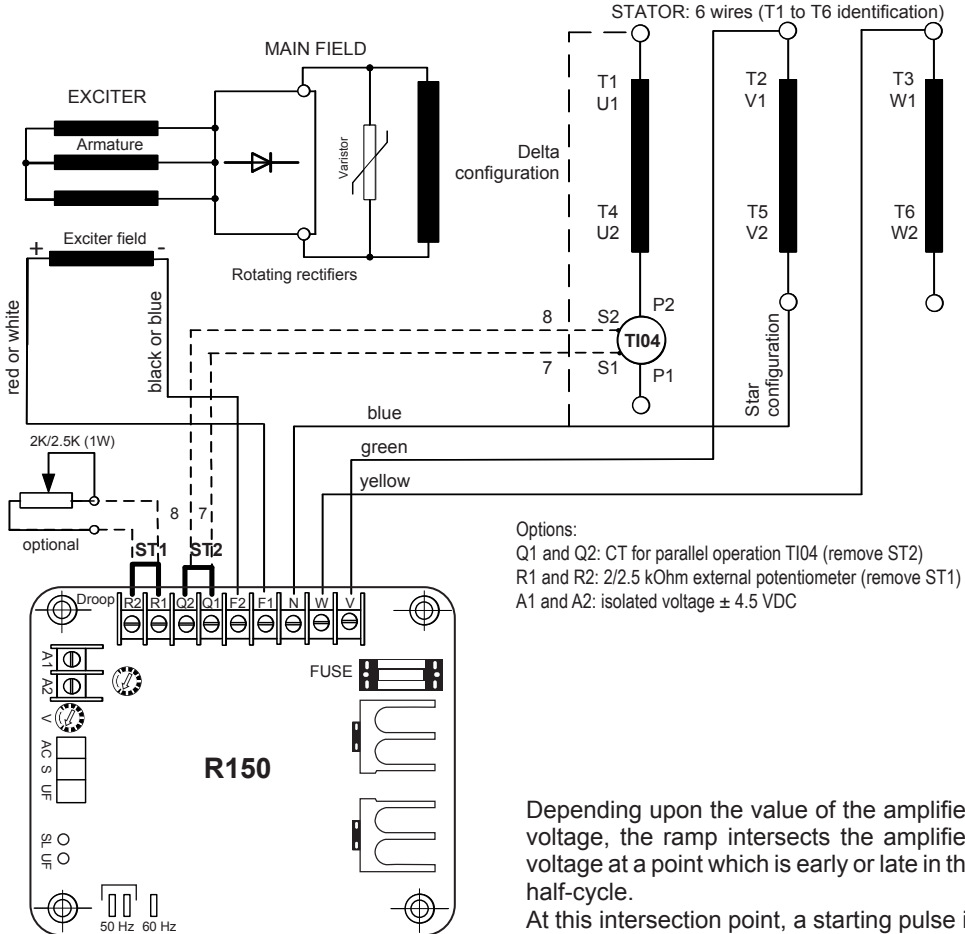 STATOR: 6 wires (T1 to T6 identification)
MAIN FIELD
EXCITER
Armature
Varistor
Rotating rectifiers
Exciter field
+
-
red or white
black or blue
Delta
configuration
T1
U1
T2
V1
T3
W1
T4
U2
T5
V2
T6
W2
8
S2
P2
TI04
7
S1
P1
Star
configuration
blue
green
yellow
2K/2.5K (1W)
optional
8
7
ST1
ST2
Options:
Q1 and Q2: CT for parallel operation TI04 (remove ST2)
R1 and R2: 2/2.5 kOhm external potentiometer (remove ST1)
A1 and A2: isolated voltage ± 4.5 VDC
Droop
R2
R1
Q2
Q1
F2
F1
N
W
V
A1
A2
FUSE
V
AC
S
UF
R150
SL
UF
50 Hz
60 Hz
Depending upon the value of the amplifie
voltage, the ramp intersects the amplifie
voltage at a point which is early or late in th
half-cycle.
At this intersection point, a starting pulse i